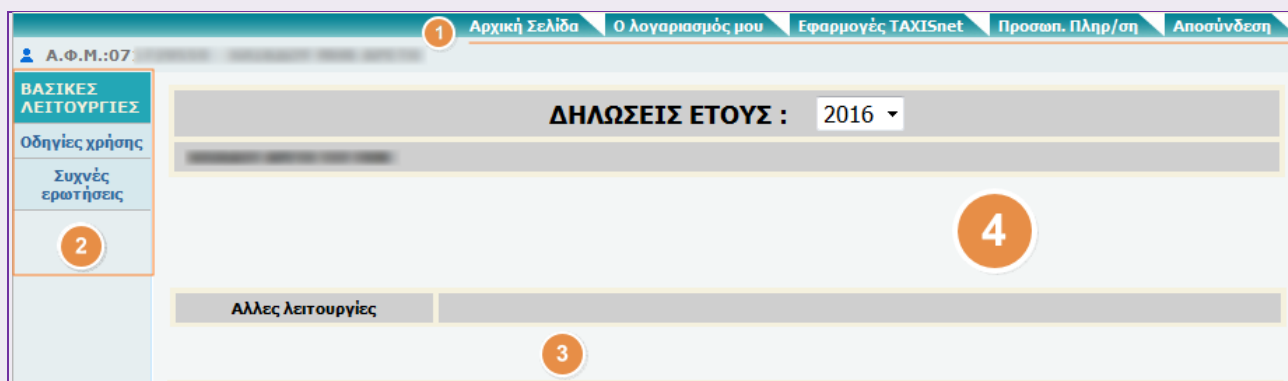 1 Αρχική Σελίδα Ο λογαριασμός μου Εφαρμογές TAXISnet Προσωπ. Πληρ/ση Αποσύνδεση
Α.Φ.Μ.:07
ΒΑΣΙΚΕΣ
ΛΕΙΤΟΥΡΓΙΕΣ
Οδηγίες χρήσης
Συχνές
ερωτήσεις
2
ΔΗΛΩΣΕΙΣ ΕΤΟΥΣ : 2016
4
Αλλες λειτουργίες
3